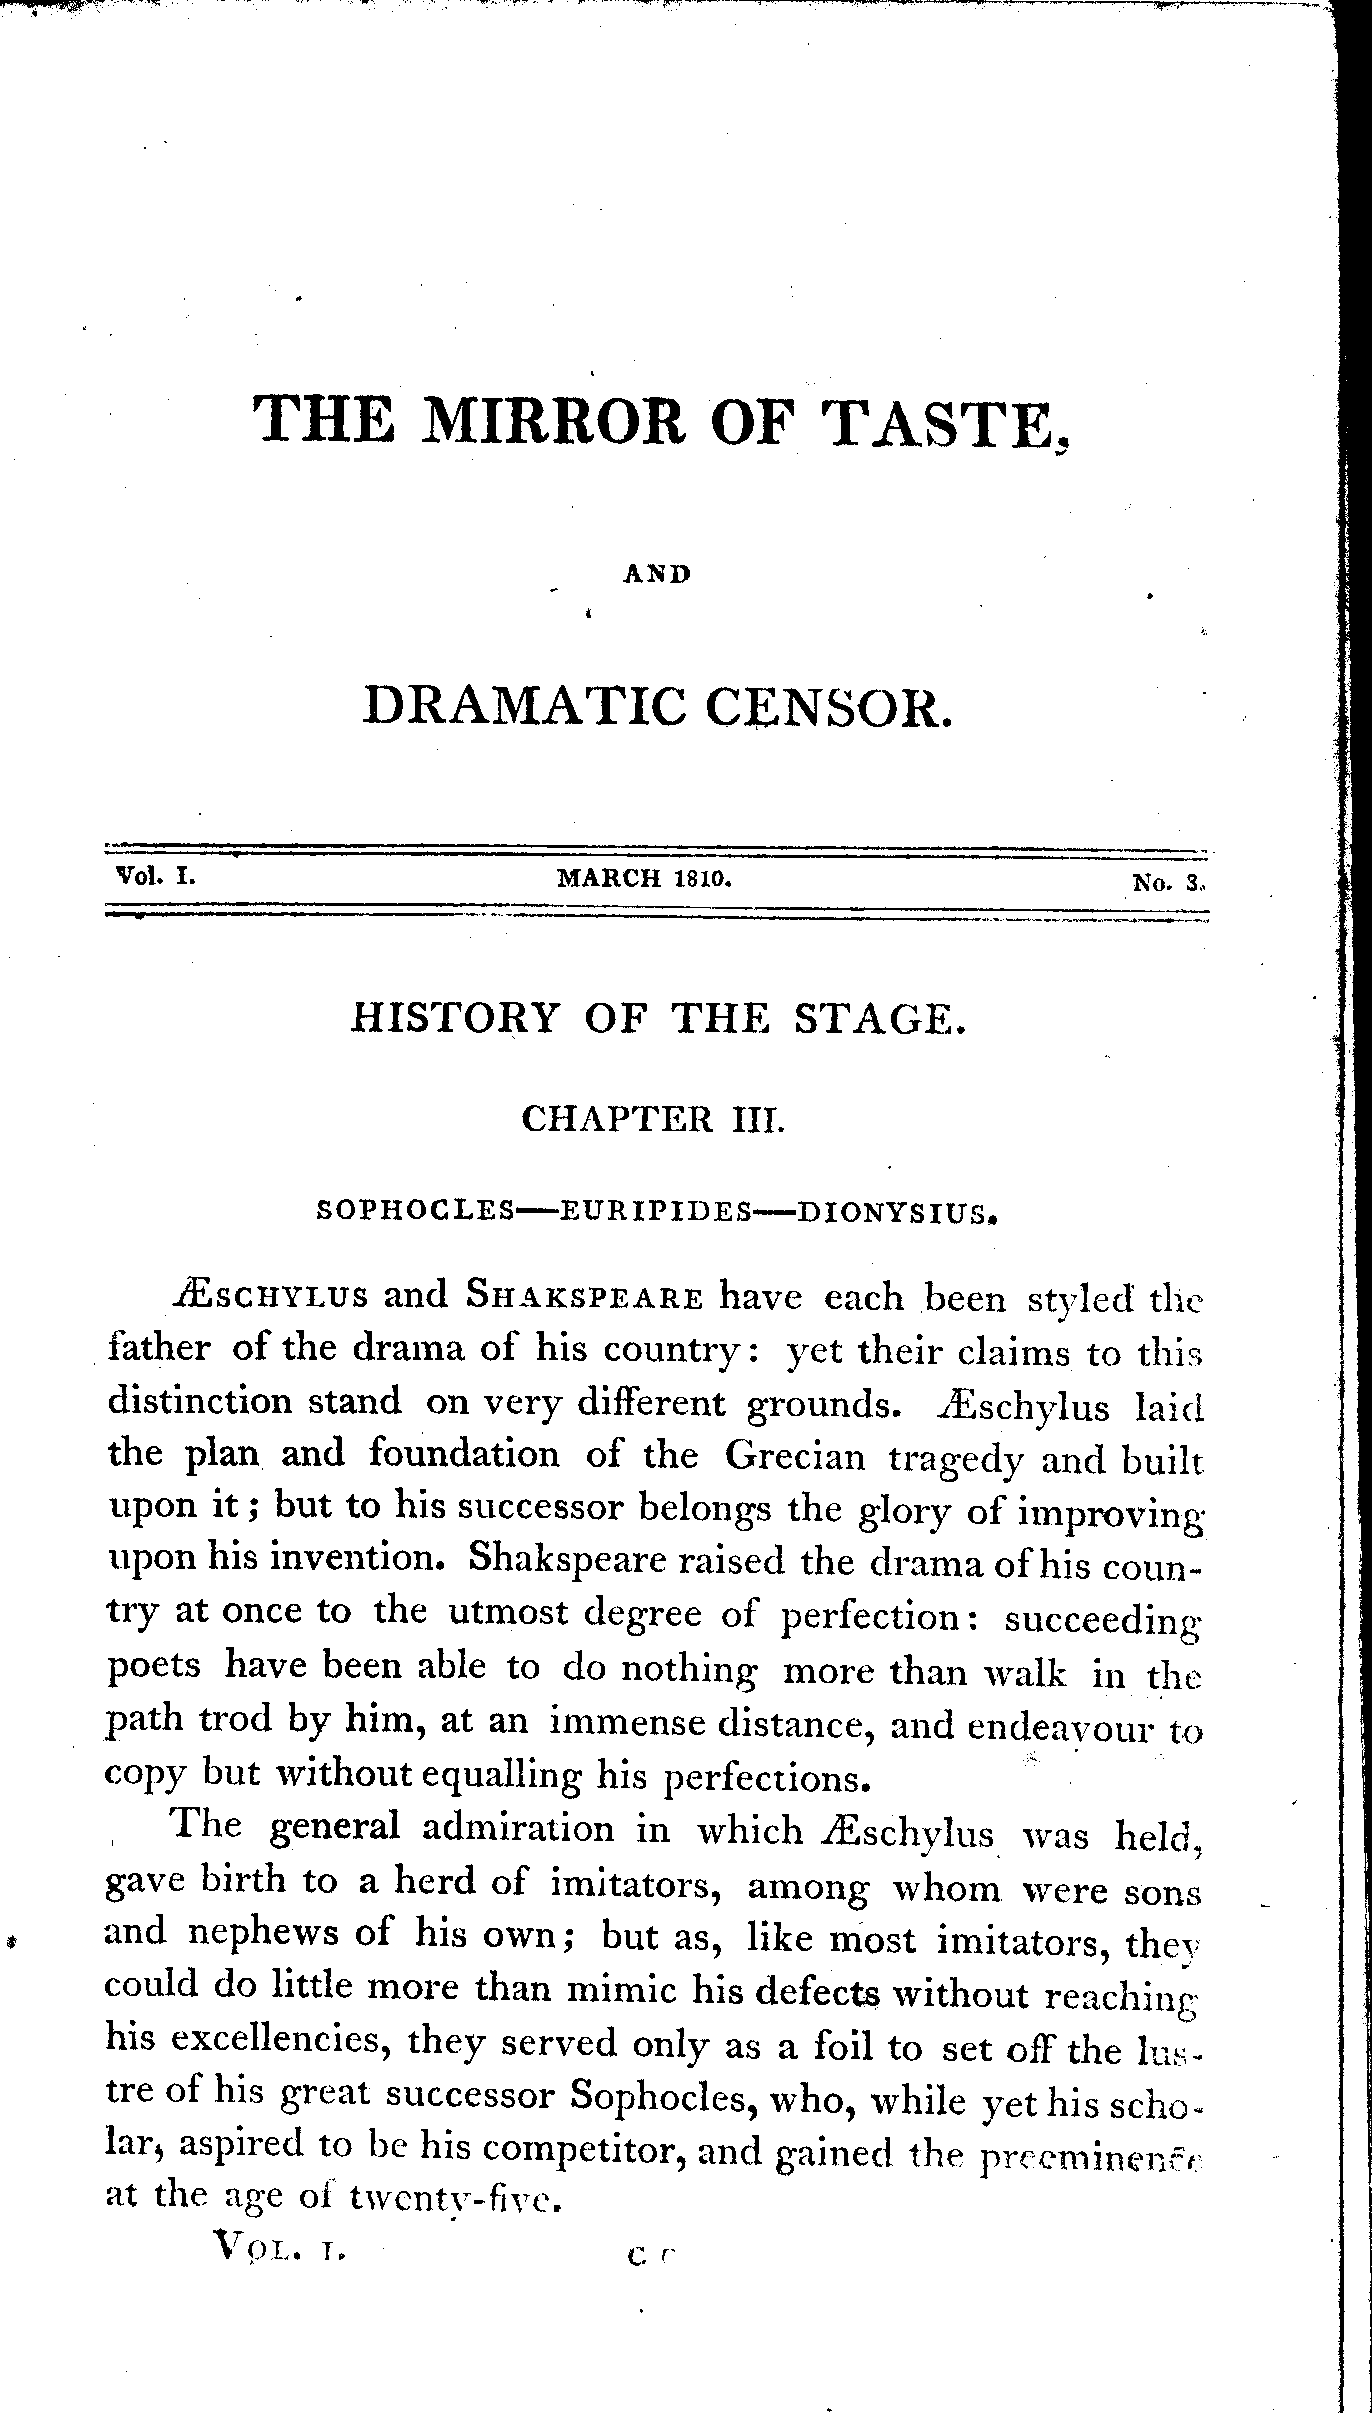 THE MIRROR OF TASTE,
AND
DRAMATIC CENSOR.
Vol. I. MARCH 1810. No. 3.
HISTORY OF THE STAGE.
CHAPTER III.
SOPHOCLES—EURIPIDES—DIONYSIUS.
ÆSCHYLUS and SHAKSPEARE have each been styled the
father of the drama of his country: yet their claims to this
distinction stand on very different grounds. Æschylus laid
the plan and foundation of the Grecian tragedy and built
upon it; but to his successor belongs the glory of improving
upon his invention. Shakspeare raised the drama of his coun-
try at once to the utmost degree of perfection: succeeding
poets have been able to do nothing more than walk in the
path trod by him, at an immense distance, and endeavour to
copy but without equalling his perfections.
The general admiration in which Æschylus was held,
gave birth to a herd of imitators, among whom were sons
and nephews of his own; but as, like most imitators, they
could do little more than mimic his defects without reaching
his excellencies, they served only as a foil to set off the lus-
tre of his great successor Sophocles, who, while yet his scho-
lar, aspired to be his competitor, and gained the preeminence
at the age of twenty-five.
VOL. I. C C